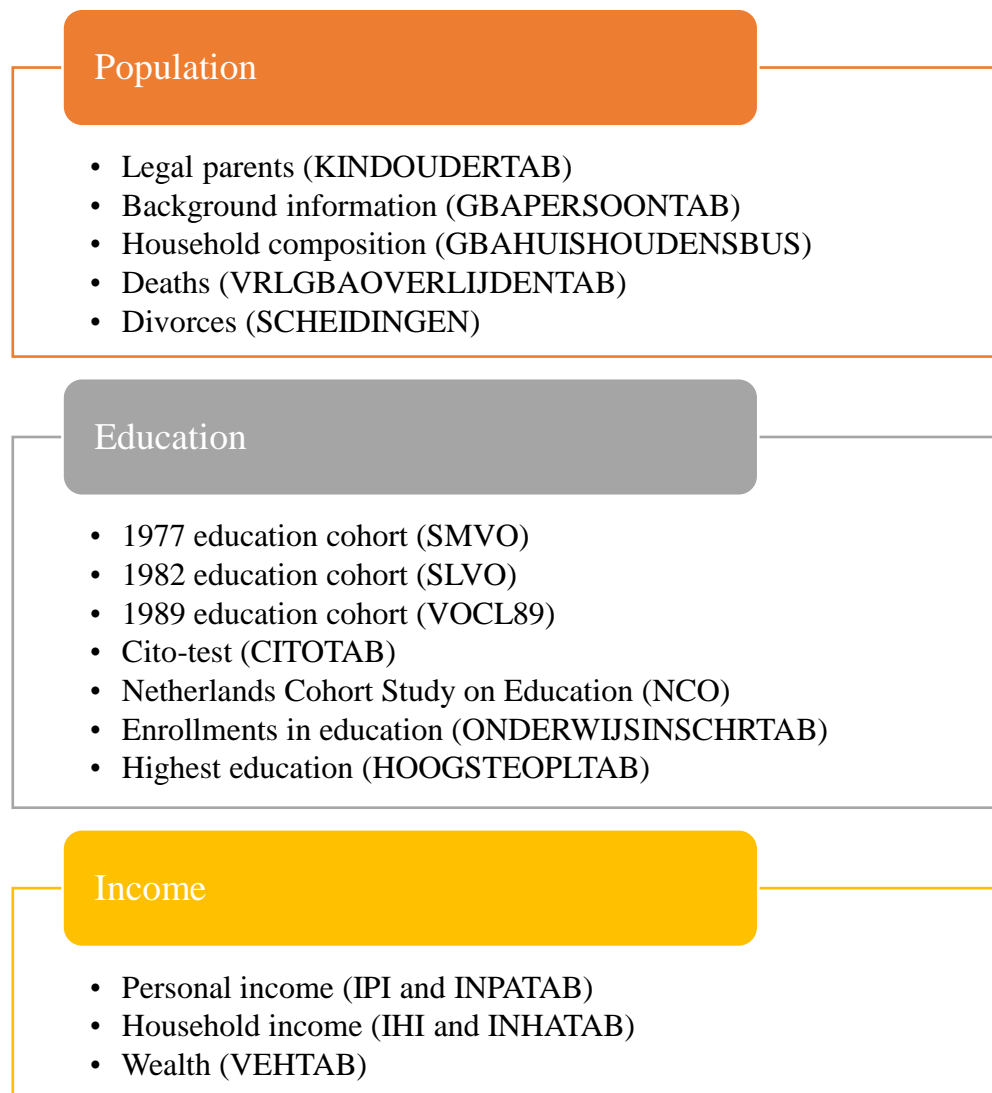 Population
• Legal parents (KINDOUDERTAB)
• Background information (GBAPERSOONTAB)
• Household composition (GBAHUISHOUDENSBUS)
• Deaths (VRLGBAOVERLIJDENTAB)
• Divorces (SCHEIDINGEN)
Education
• 1977 education cohort (SMVO)
• 1982 education cohort (SLVO)
• 1989 education cohort (VOCL89)
• Cito-test (CITOTAB)
• Netherlands Cohort Study on Education (NCO)
• Enrollments in education (ONDERWIJSINSCHRTAB)
• Highest education (HOOGSTEOPLTAB)
Income
• Personal income (IPI and INPATAB)
• Household income (IHI and INHATAB)
• Wealth (VEHTAB)